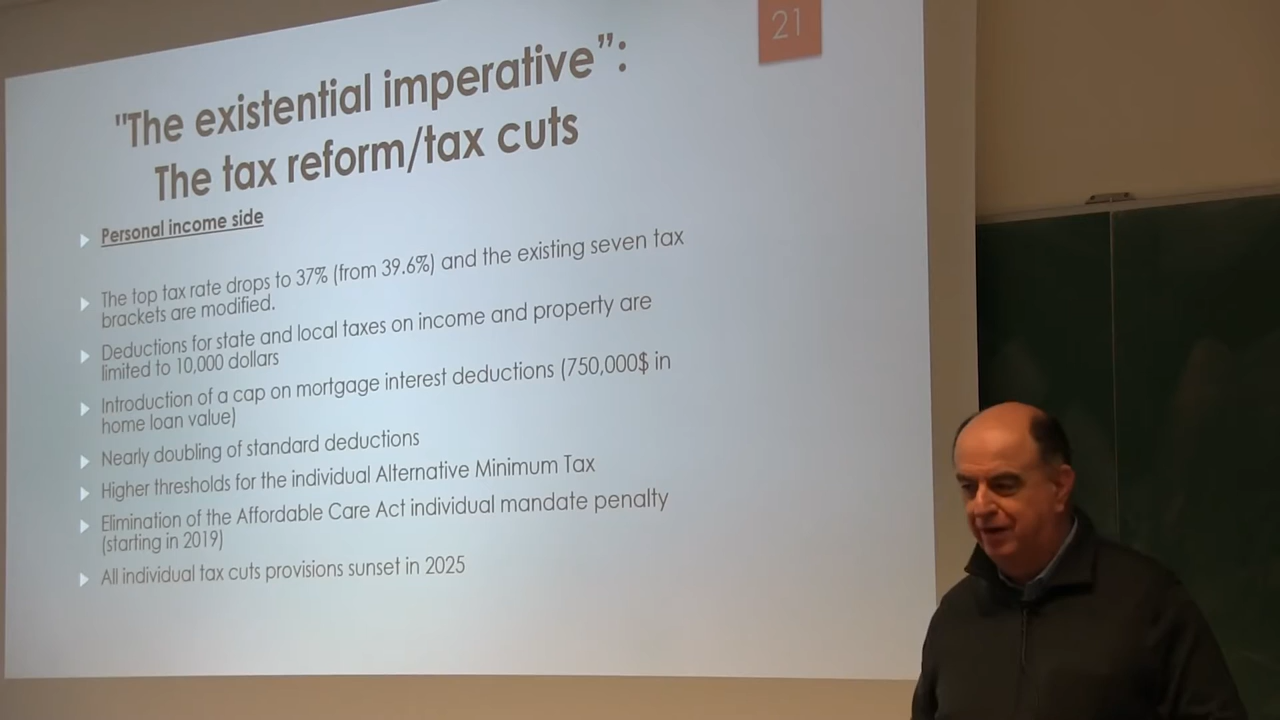 21
"The existential imperative”:
The tax reform/tax cuts
Personal income side
The top tax rate drops to 37% (from 39.6%) and the existing seven tax
brackets are modified.
Deductions for state and local taxes on income and property are
limited to 10,000 dollars
Introduction of a cap on mortgage interest deductions (750,000$ in
home loan value)
Nearly doubling of standard deductions
Higher thresholds for the individual Alternative Minimum Tax
Elimination of the Affordable Care Act individual mandate penalty
(starting in 2019)
All individual tax cuts provisions sunset in 2025